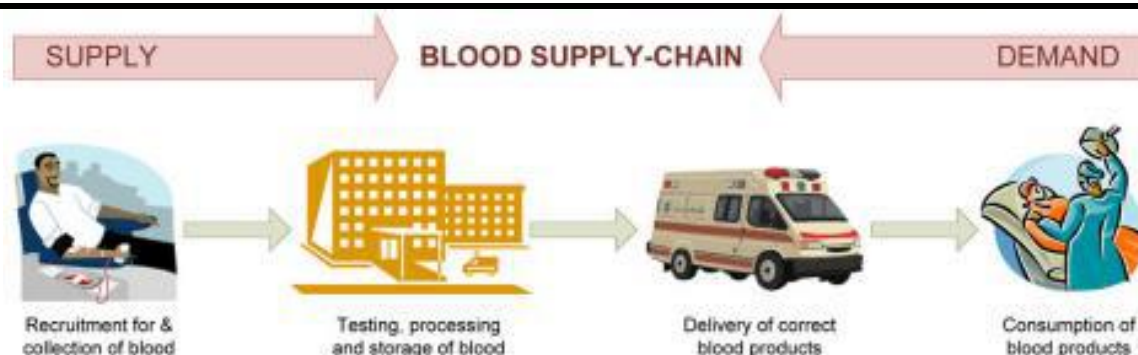 SUPPLY
BLOOD SUPPLY-CHAIN
DEMAND
Recruitment for &
collection of blood
Testing, processing
and storage of blood
Delivery of correct
blood products
Consumption of
blood products